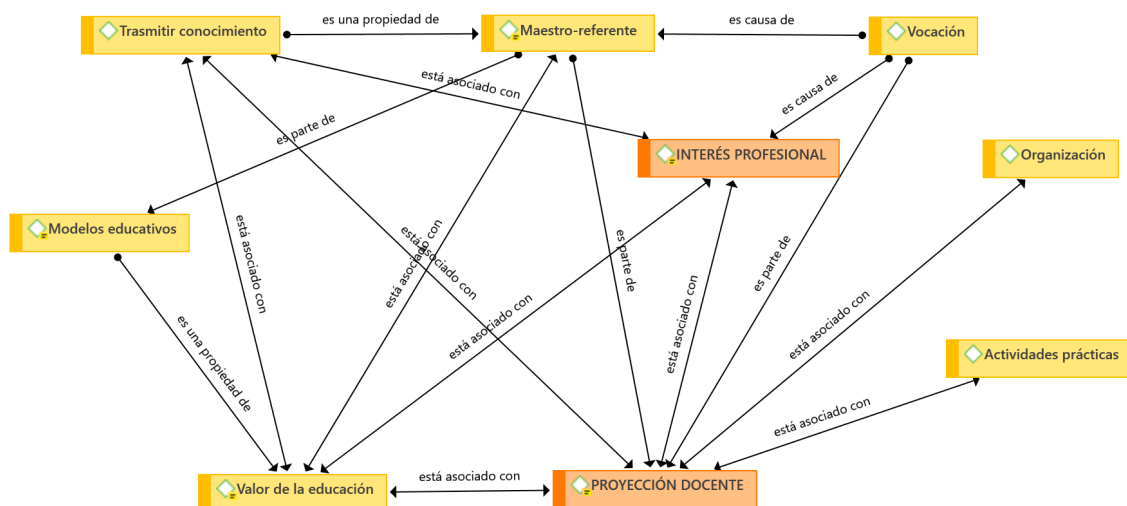 Trasmitir conocimiento
es una propiedad de
Maestro-referente
es causa de
Vocación
está asociado con
es causa de
es parte de
INTERÉS PROFESIONAL
Organización
Modelos educativos
está asociado con
está asociado con
está asociado con
es parte de
es parte de
es una propiedad de
está asociado con
está asociado con
está asociado con
Actividades prácticas
está asociado con
está asociado con
Valor de la educación
PROYECCIÓN DOCENTE